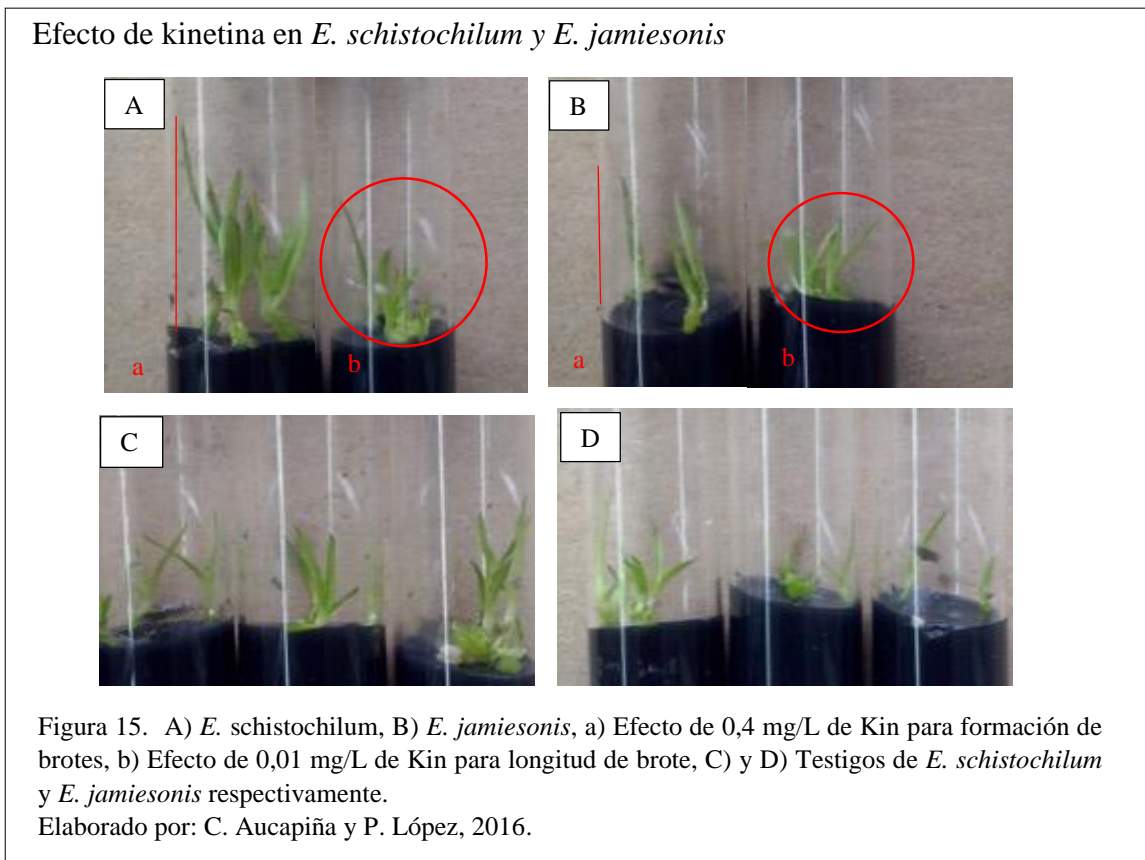 Efecto de kinetina en E. schistochilum y E. jamiesonis
A
B
a
b
a
b
C
D
Figura 15. A) E. schistochilum, B) E. jamiesonis, a) Efecto de 0,4 mg/L de Kin para formación de
brotes, b) Efecto de 0,01 mg/L de Kin para longitud de brote, C) y D) Testigos de E. schistochilum
y E. jamiesonis respectivamente.
Elaborado por: C. Aucapiña y P. López, 2016.